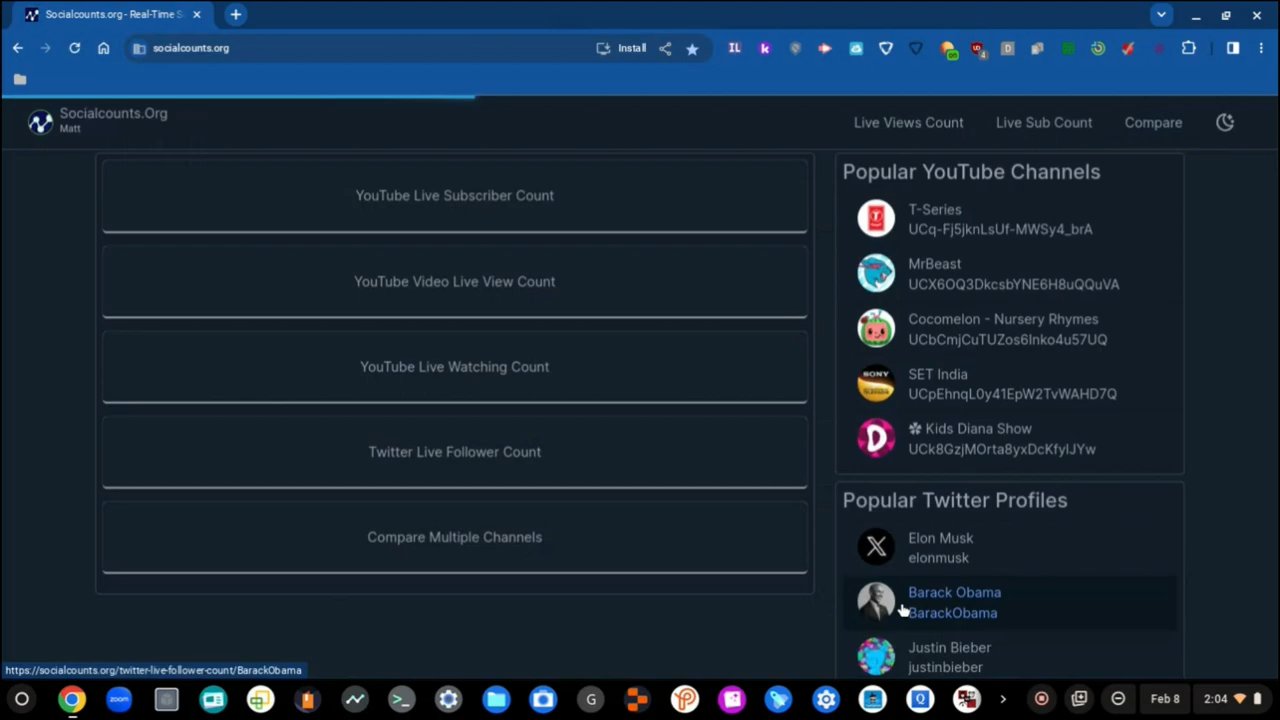 Socialcounts.org - Real-Time S
socialcounts.org
Install
4
Socialcounts.Org
Matt
Live Views Count
Live Sub Count
Compare
YouTube Live Subscriber Count
YouTube Video Live View Count
YouTube Live Watching Count
Twitter Live Follower Count
Compare Multiple Channels
Popular YouTube Channels
T-Series
UCq-Fj5jknLsUf-MWSy4_brA
MrBeast
UCX6OQ3DkcsbYNE6H8uQQuVA
Cocomelon - Nursery Rhymes
UCbCmjCuTUZos6Inko4u57UQ
SET India
UCpEhnqL0y41EpW2TvWAHD7Q
✿ Kids Diana Show
UCk8GzjMOrta8yxDcKfylJYw
Popular Twitter Profiles
Elon Musk
elonmusk
Barack Obama
BarackObama
Justin Bieber
justinbieber
https://socialcounts.org/twitter-live-follower-count/BarackObama
zoom
Feb 8
2:04